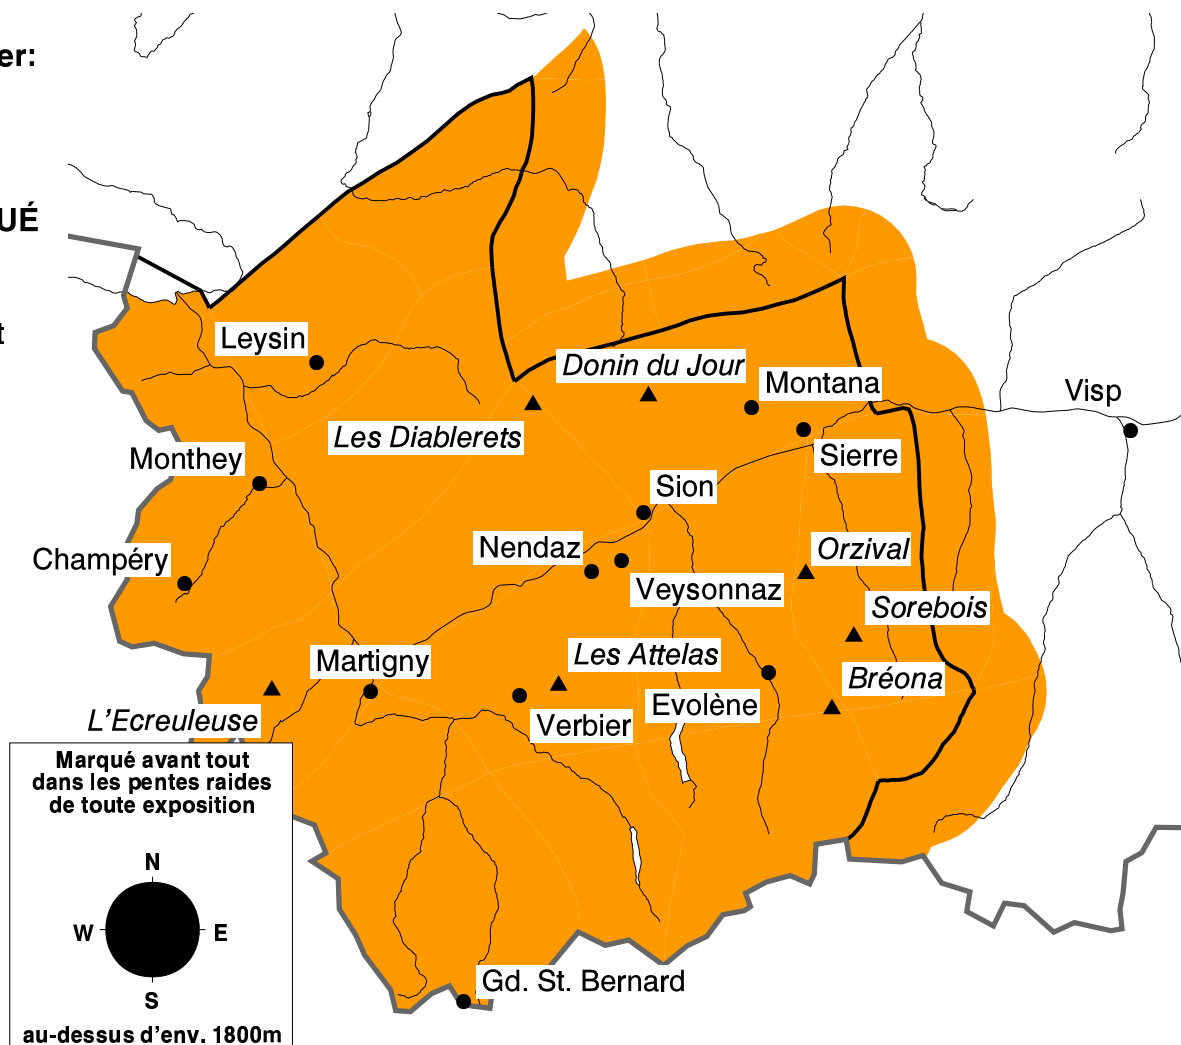 er:
UÉ
t
Leysin
Donin du Jour
Montana
Visp
Les Diablerets
Monthey
Sierre
Sion
Champéry
Nendaz
Orzival
Veysonnaz
Sorebois
Martigny
Les Attelas
Bréona
L'Ecreuleuse
Verbier
Evolène
Marqué avant tout
dans les pentes raides
de toute exposition
N
W
E
S
Gd. St. Bernard
au-dessus d'env. 1800m